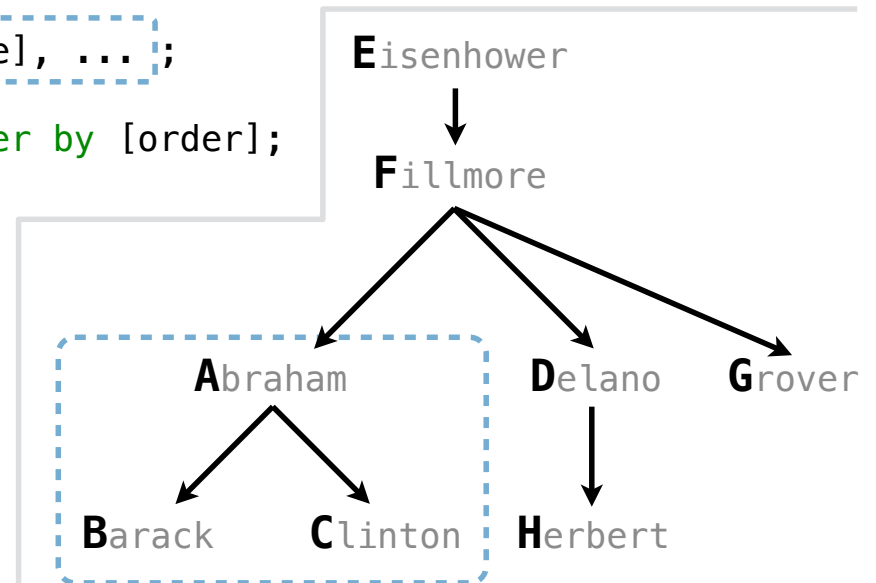 e], ... ;
er by [order];
Eisenhower
Fillmore
Abraham Delano Grover
Barack Clinton Herbert